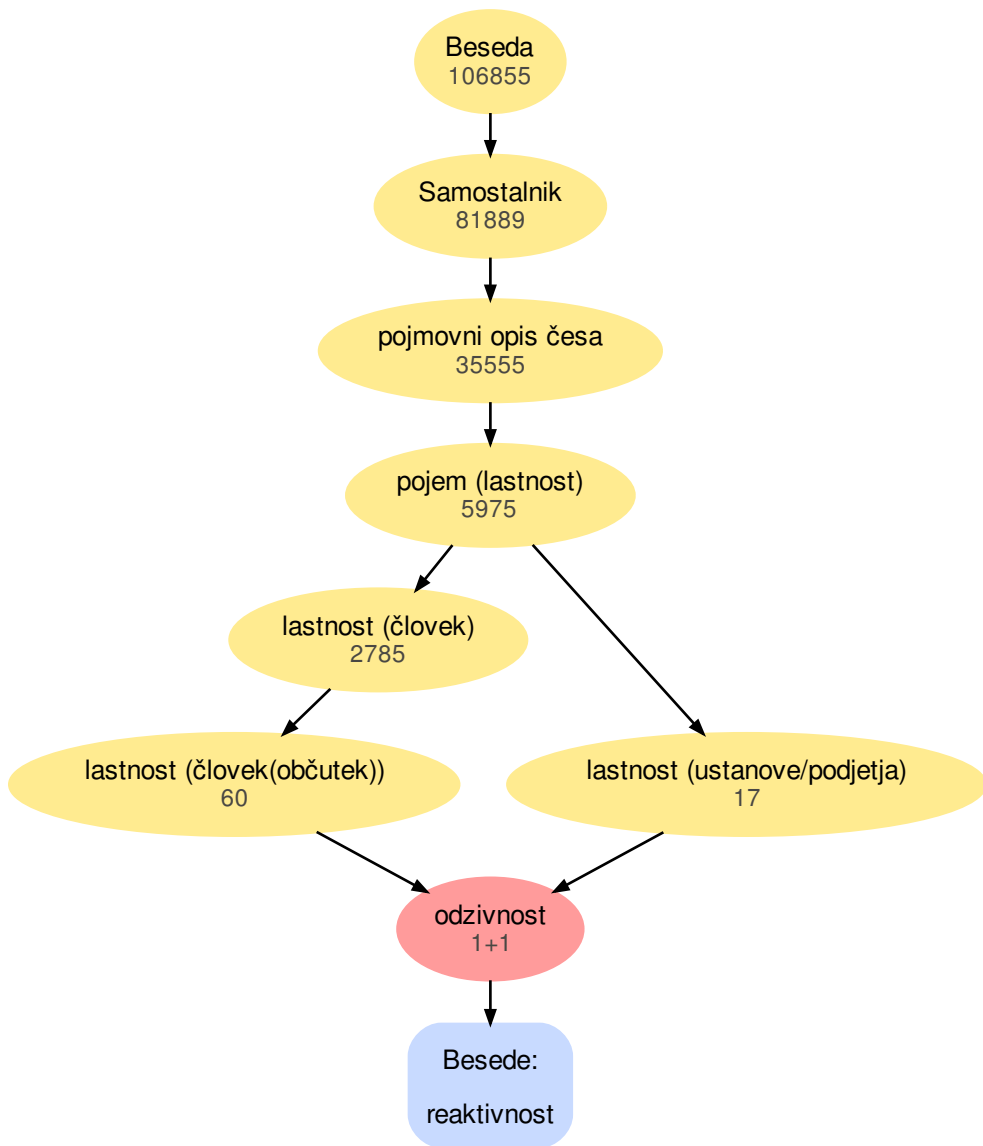 Beseda
106855
Samostalnik
81889
pojmovni opis česa
35555
pojem (lastnost)
5975
lastnost (človek)
2785
lastnost (človek(občutek))
60
lastnost (ustanove/podjetja)
17
odzivnost
1+1
Besede:
reaktivnost